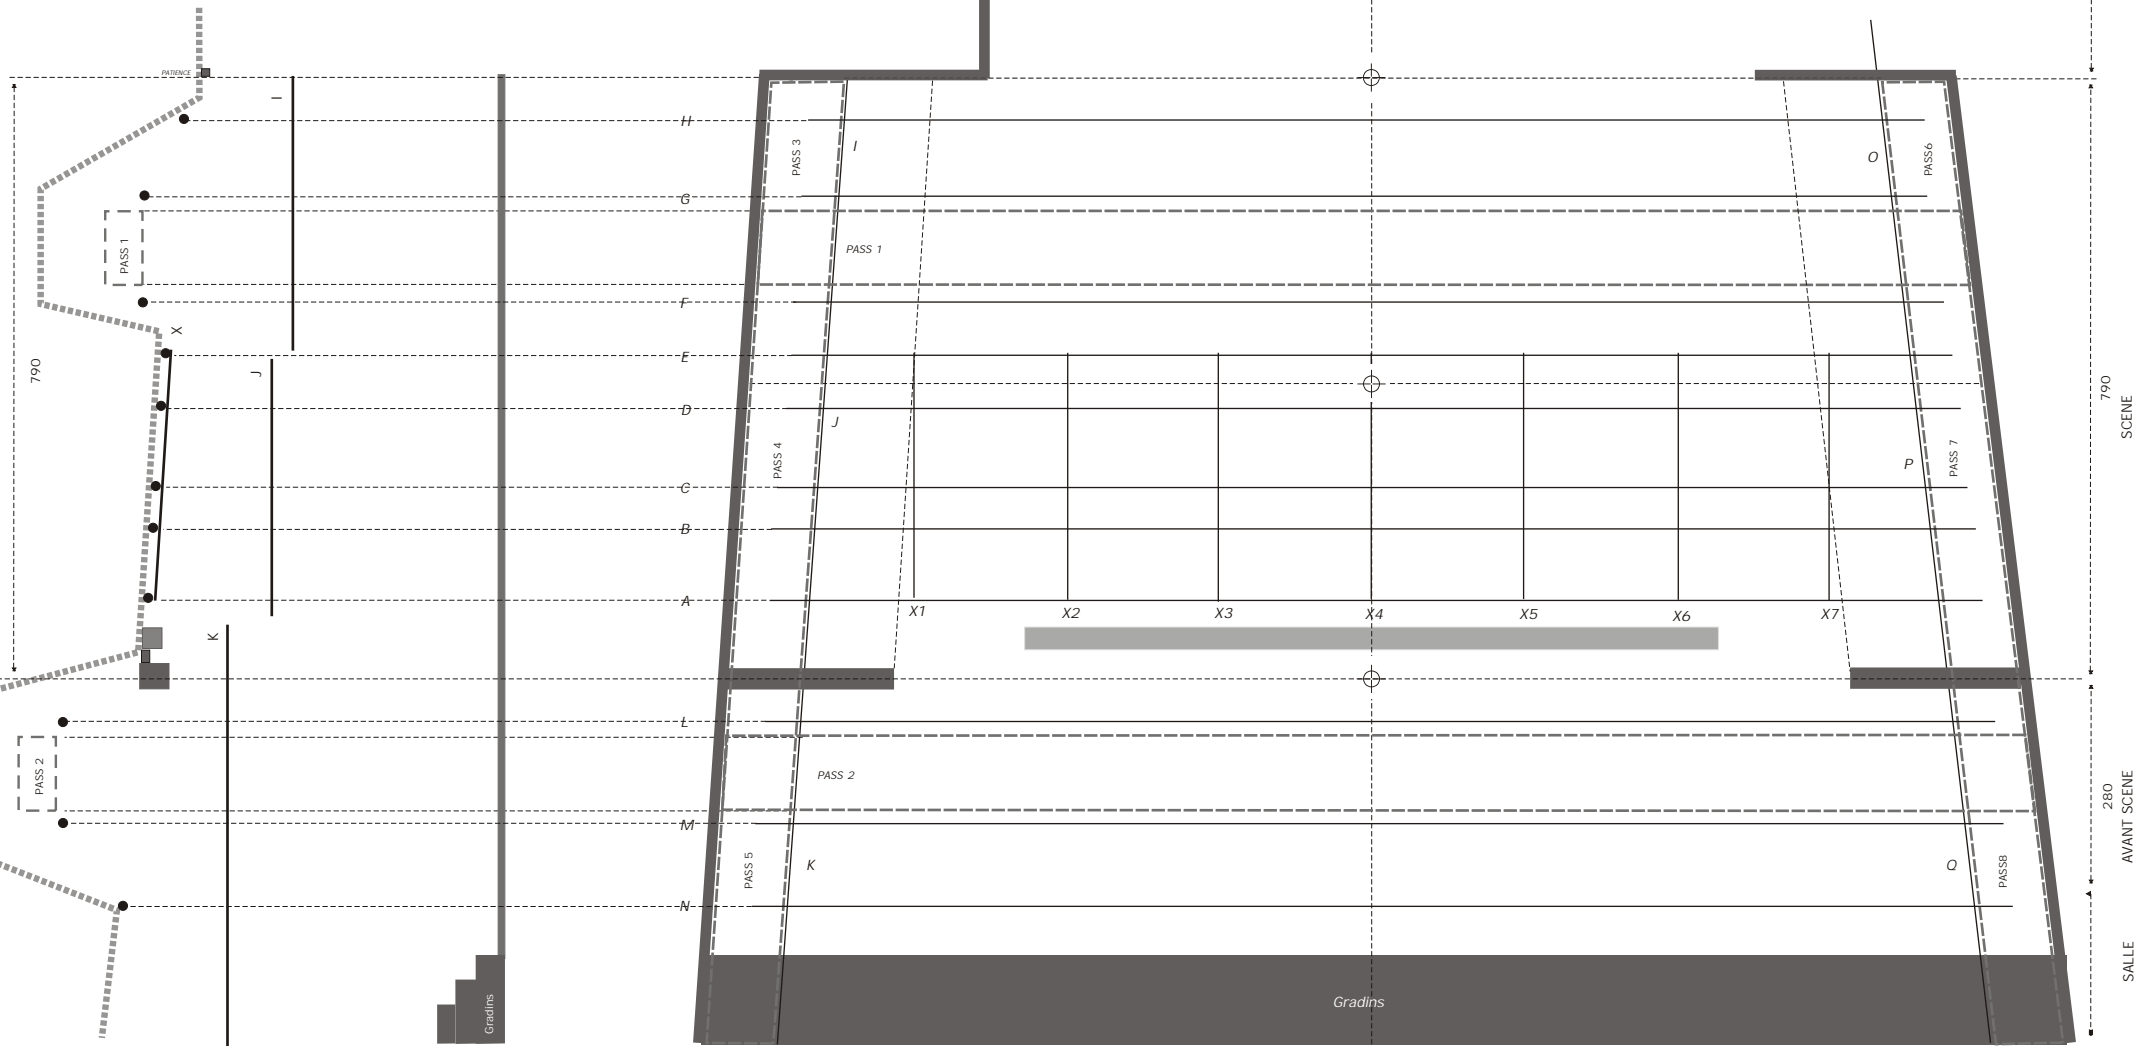 PATIENCE
I
H
PASS 3
I
O
PASS6
G
PASS 1
PASS 1
F
X
E
J
790
D
J
790
SCENE
PASS 4
P
PASS 7
C
B
A
X1
X2
X3
X4
X5
X6
X7
K
L
PASS 2
PASS 2
280
AVANT SCENE
M
PASS 5
K
Q
PASS8
N
SALLE
Gradins
Gradins